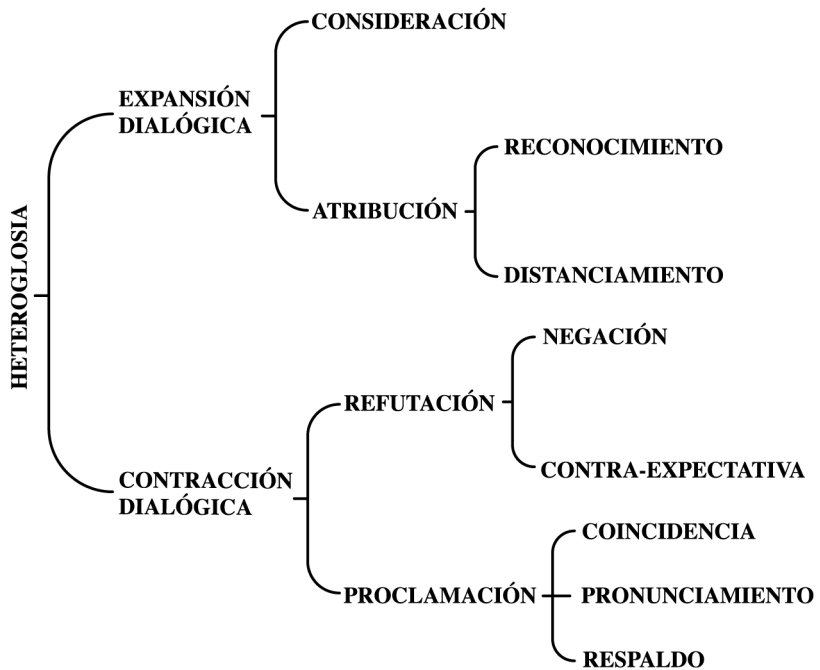 HETEROGLOSIA
EXPANSIÓN
DIALÓGICA
CONSIDERACIÓN
ATRIBUCIÓN
RECONOCIMIENTO
DISTANCIAMIENTO
CONTRACCIÓN
DIALÓGICA
REFUTACIÓN
NEGACIÓN
CONTRA-EXPECTATIVA
PROCLAMACIÓN
COINCIDENCIA
PRONUNCIAMIENTO
RESPALDO